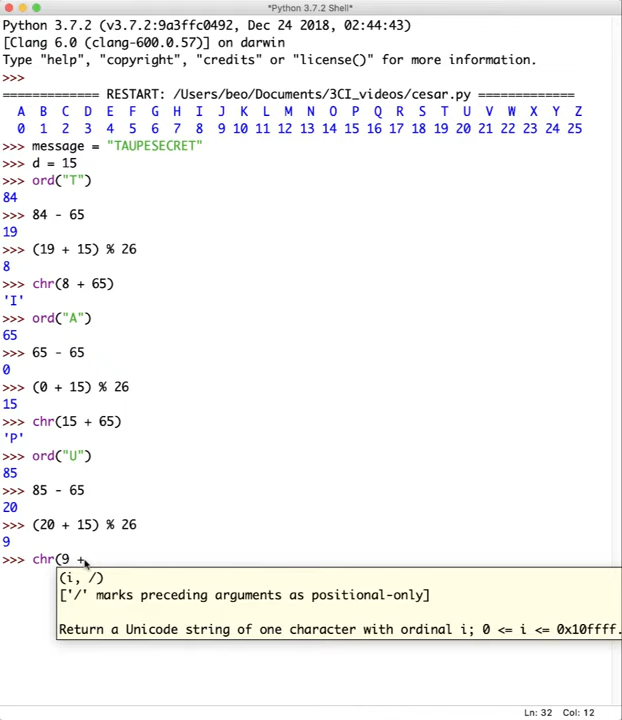 *Python 3.7.2 Shell*
Python 3.7.2 (v3.7.2:9a3ffc0492, Dec 24 2018, 02:44:43)
[Clang 6.0 (clang-600.0.57)] on darwin
Type "help", "copyright", "credits" or "license()" for more information.
>>>
============= RESTART: /Users/beo/Documents/3CI_videos/cesar.py =============
A B C D E F G H I J K L M N O P Q R S T U V W X Y Z
0 1 2 3 4 5 6 7 8 9 10 11 12 13 14 15 16 17 18 19 20 21 22 23 24 25
>>> message = "TAUPESECRET"
>>> d = 15
>>> ord("T")
84
>>> 84 - 65
19
>>> (19 + 15) % 26
8
>>> chr(8 + 65)
'I'
>>> ord("A")
65
>>> 65 - 65
0
>>> (0 + 15) % 26
15
>>> chr(15 + 65)
'P'
>>> ord("U")
85
>>> 85 - 65
20
>>> (20 + 15) % 26
9
>>> chr(9 +
(i, /)
['/' marks preceding arguments as positional-only]
Return a Unicode string of one character with ordinal i; 0 <= i <= 0x10ffff.
Ln: 32 Col: 12